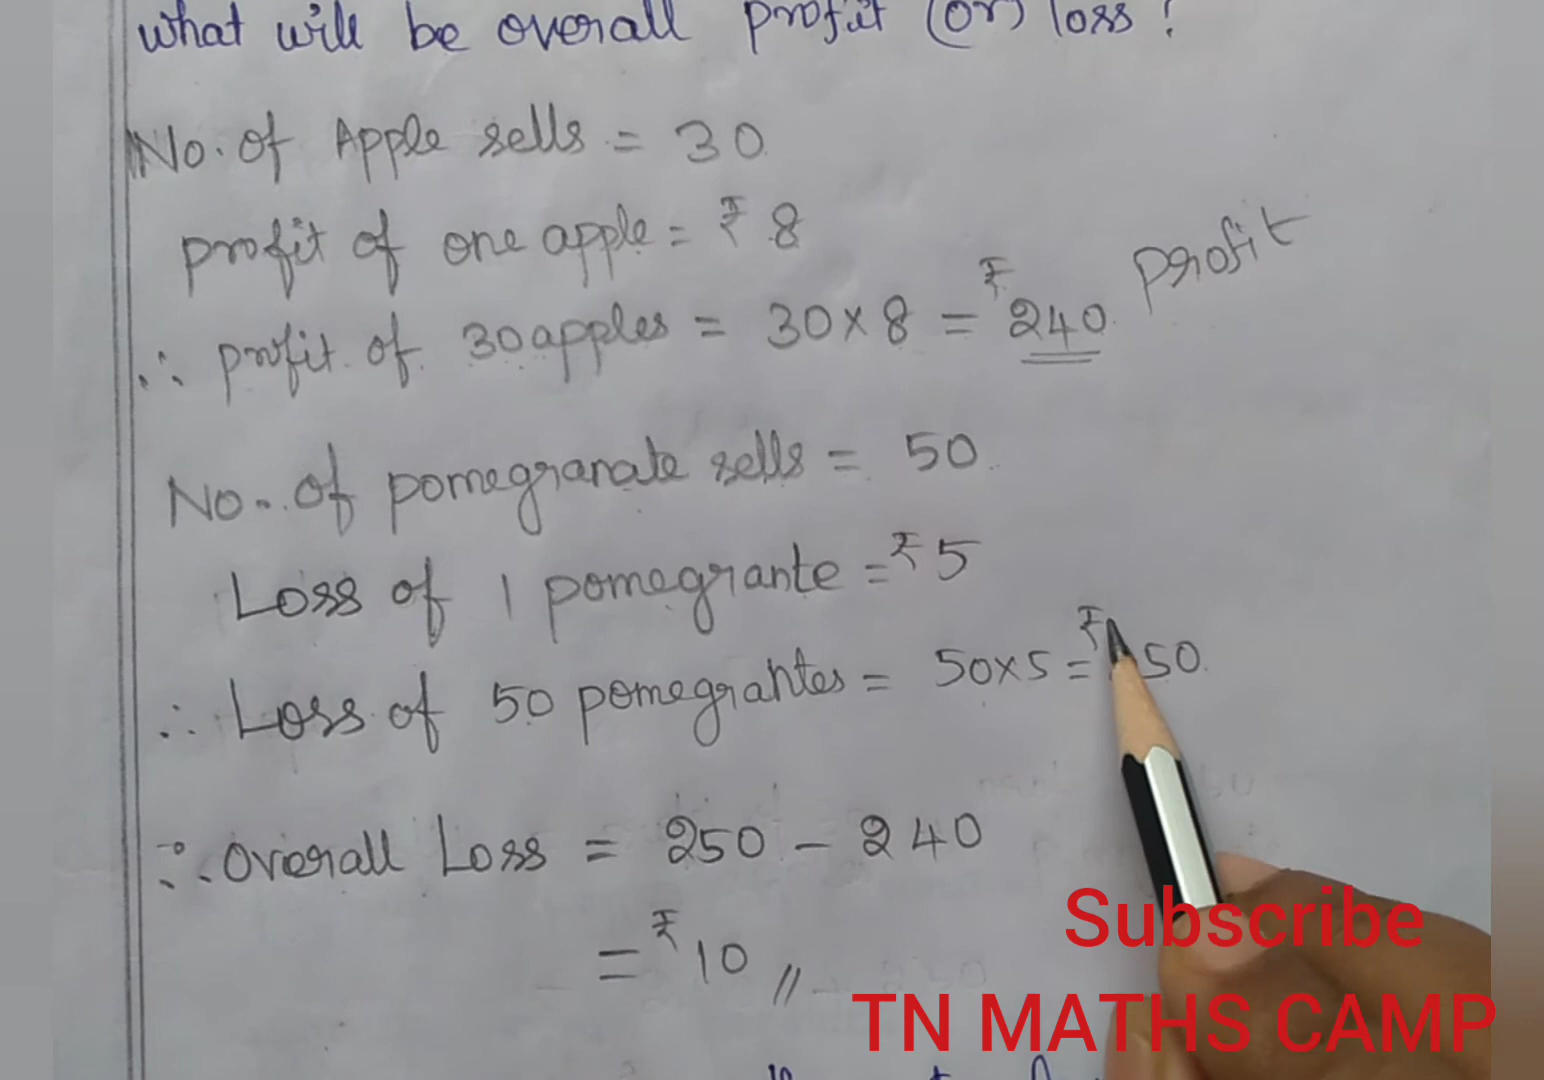 what will be overall profit (or) loss?
No. of Apple sells = 30
profit of one apple = ₹ 8
∴ profit of 30 apples = 30 × 8 = ₹ 240 profit
No. of pomegranate sells = 50
Loss of 1 pomegrante = ₹ 5
∴ Loss of 50 pomegrantes = 50×5 = ₹ 50
∴ overall Loss = 250 - 240
= ₹ 10 //
Subscribe
TN MATHS CAMP